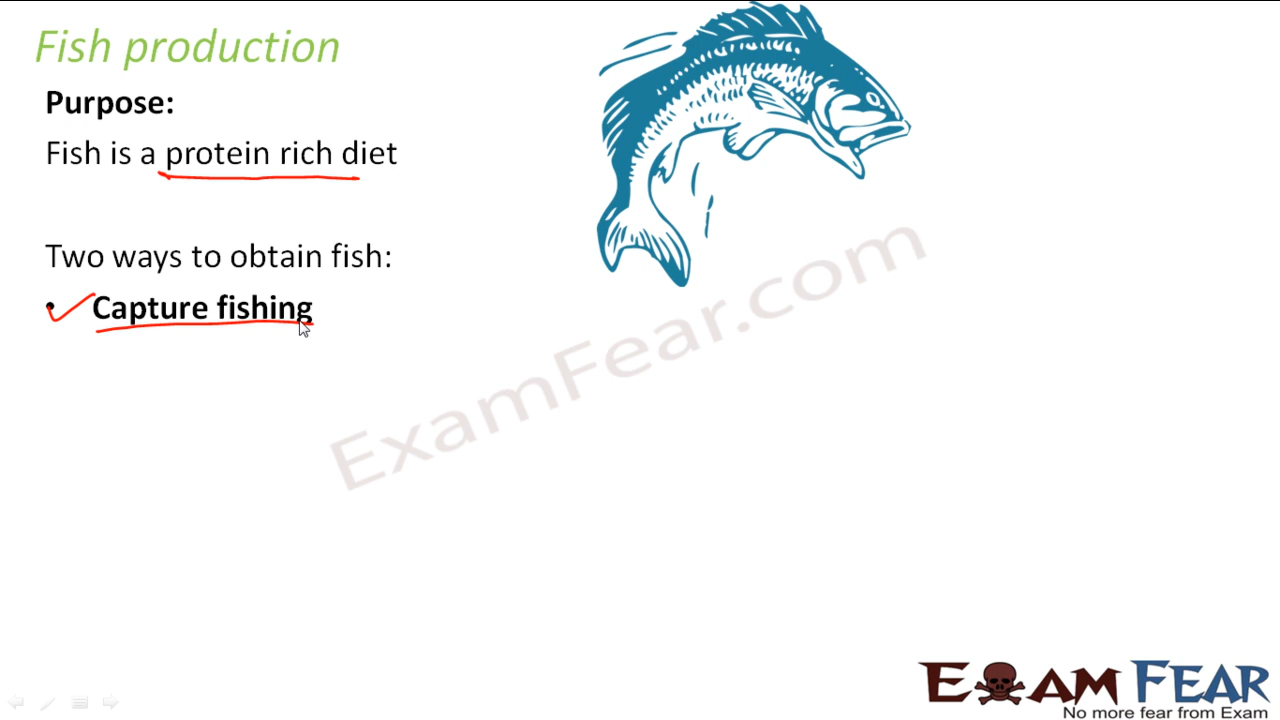 Fish production
Purpose:
Fish is a protein rich diet
Two ways to obtain fish:
• Capture fishing
ExamFear.com
EXAM FEAR
No more fear from Exam